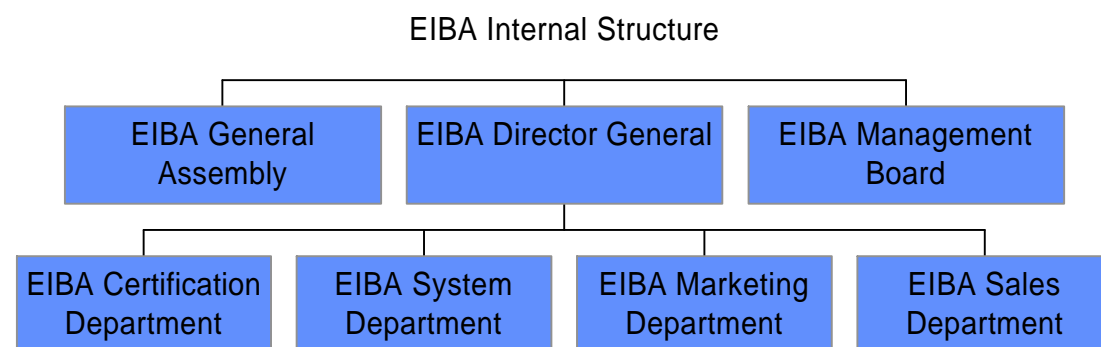 EIBA Internal Structure
EIBA General
Assembly
EIBA Director General
EIBA Management
Board
EIBA Certification
Department
EIBA System
Department
EIBA Marketing
Department
EIBA Sales
Department